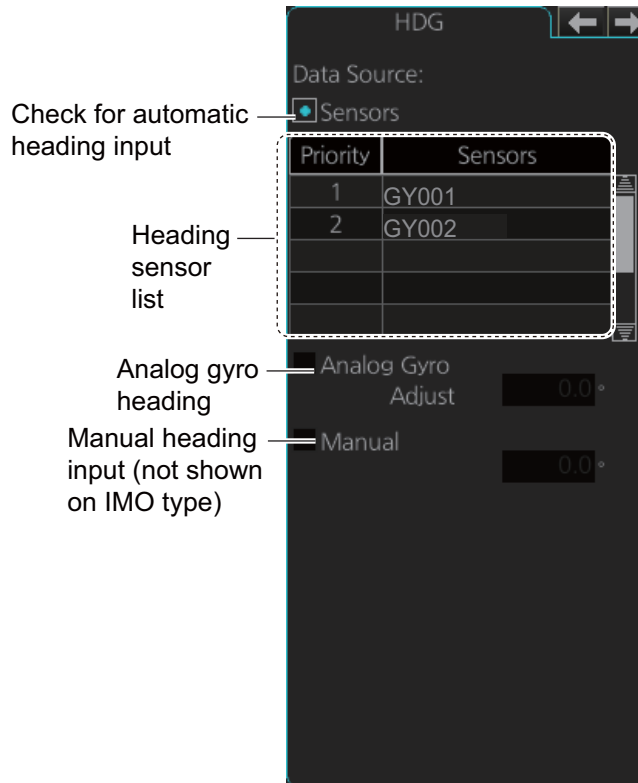 HDG
Data Source:
Sensors
Check for automatic
heading input
Priority Sensors
1 GY001
2 GY002
Heading
sensor
list
Analog Gyro
Adjust 0.0 °
Analog gyro
heading
Manual
0.0 °
Manual heading
input (not shown
on IMO type)